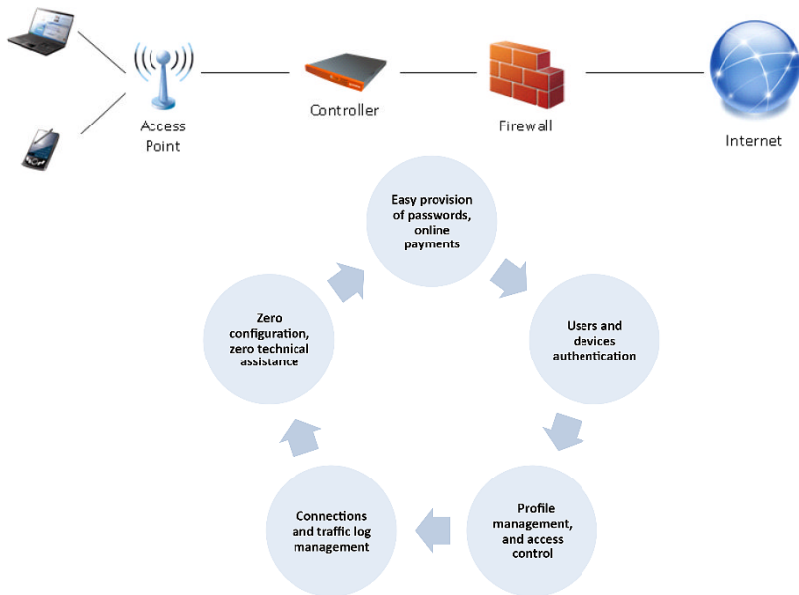 Access
Point
Controller
Firewall
Internet
Easy provision
of passwords,
online
payments
Users and
devices
authentication
Profile
management,
and access
control
Connections
and traffic log
management
Zero
configuration,
zero technical
assistance